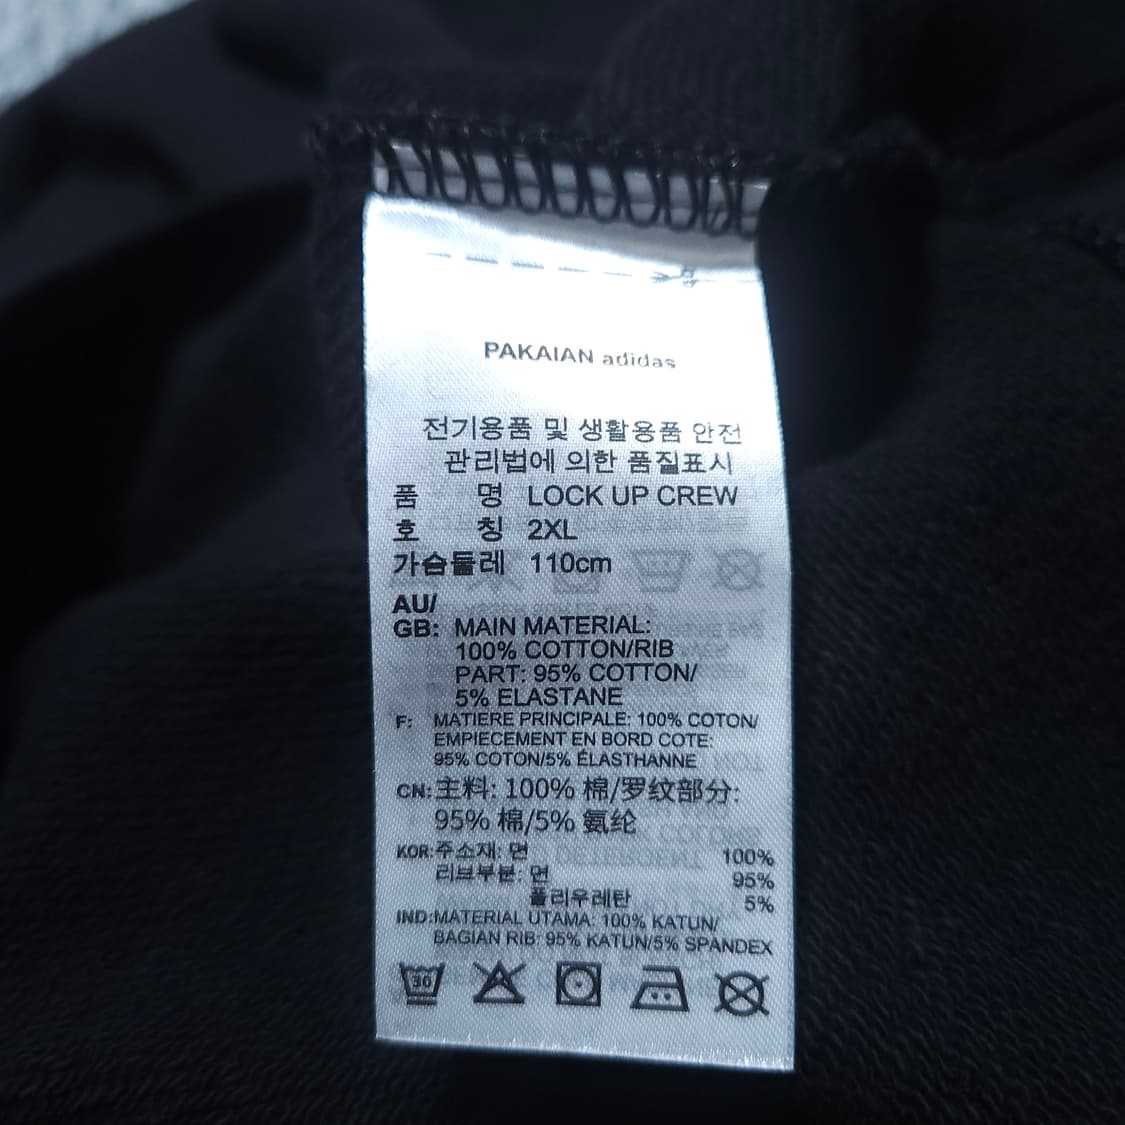 PAKAIAN adidas
전기용품 및 생활용품 안전
관리법에 의한 품질표시
품 명 LOCK UP CREW
호 칭 2XL
가슴둘레 110cm
AU/
GB: MAIN MATERIAL:
100% COTTON/RIB
PART: 95% COTTON/
5% ELASTANE
F: MATIERE PRINCIPALE: 100% COTON/
EMPIECEMENT EN BORD COTE:
95% COTON/5% ÉLASTHANNE
CN: 主料: 100% 棉/罗纹部分:
95% 棉/5% 氨纶
KOR: 주소재: 면 100%
리브부분: 면 95%
폴리우레탄 5%
IND: MATERIAL UTAMA: 100% KATUN/
BAGIAN RIB: 95% KATUN/5% SPANDEX
30